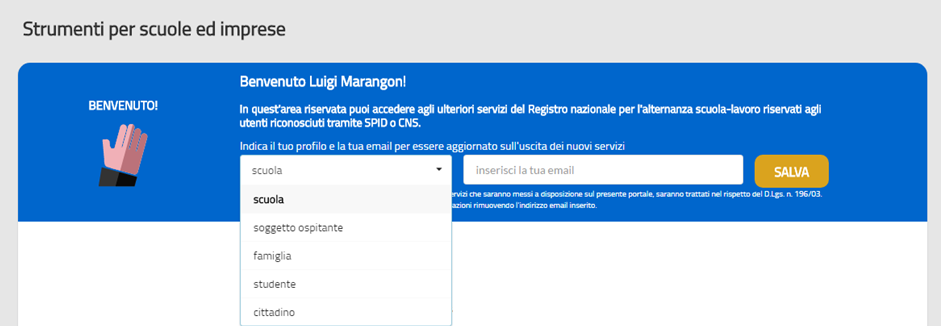 Strumenti per scuole ed imprese
BENVENUTO!
Benvenuto Luigi Marangon!
In quest'area riservata puoi accedere agli ulteriori servizi del Registro nazionale per l'alternanza scuola-lavoro riservati agli
utenti riconosciuti tramite SPID o CNS.
Indica il tuo profilo e la tua email per essere aggiornato sull'uscita dei nuovi servizi
scuola
inserisci la tua email
SALVA
servizi che saranno messi a disposizione sul presente portale, saranno trattati nel rispetto del D.Lgs. n. 196/03.
azioni rimuovendo l'indirizzo email inserito.
scuola
soggetto ospitante
famiglia
studente
cittadino